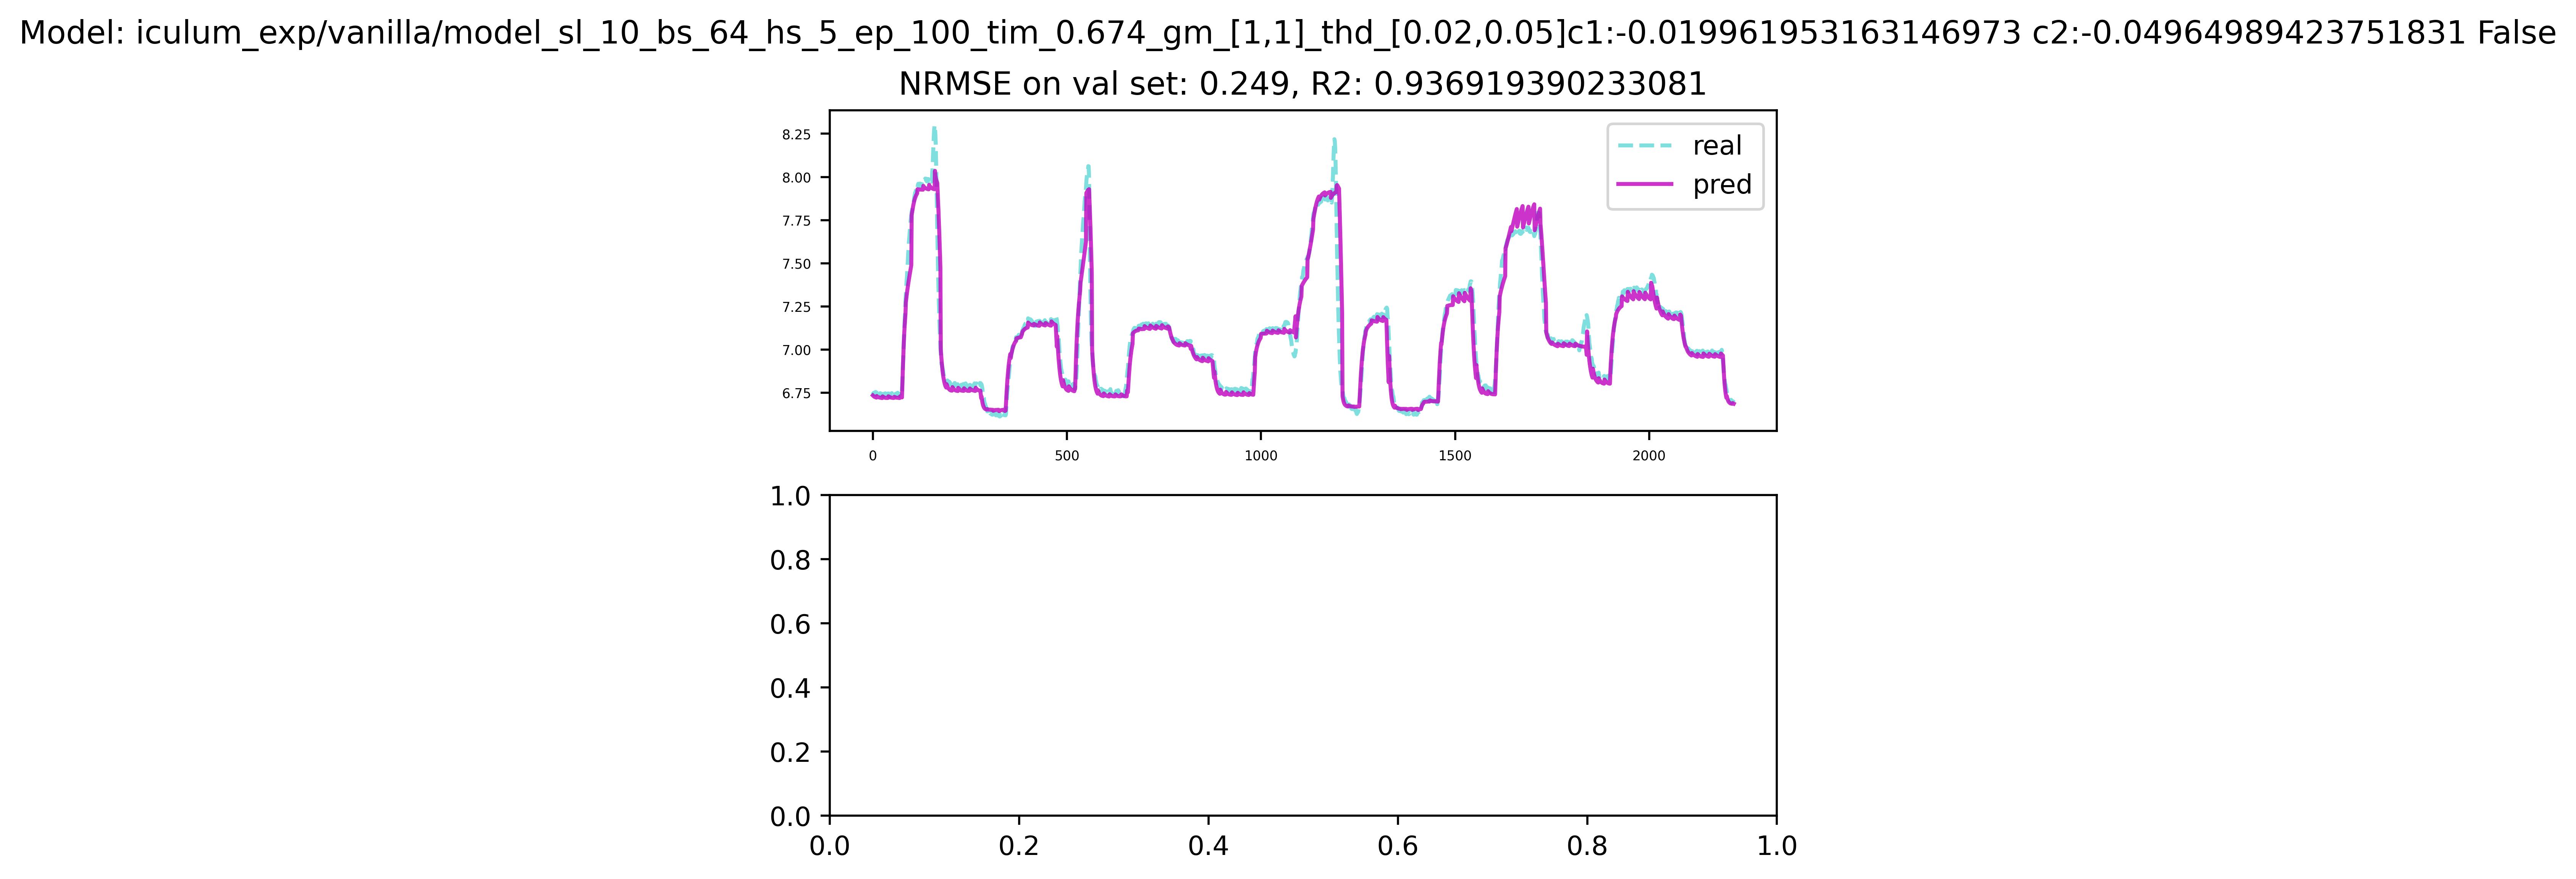 Model: iculum_exp/vanilla/model_sl_10_bs_64_hs_5_ep_100_tim_0.674_gm_[1,1]_thd_[0.02,0.05]c1:-0.019961953163146973 c2:-0.04964989423751831 False
NRMSE on val set: 0.249, R2: 0.936919390233081
8.25
8.00
7.75
7.50
7.25
7.00
6.75
real
pred
0 500 1000 1500 2000
1.0
0.8
0.6
0.4
0.2
0.0
0.0 0.2 0.4 0.6 0.8 1.0